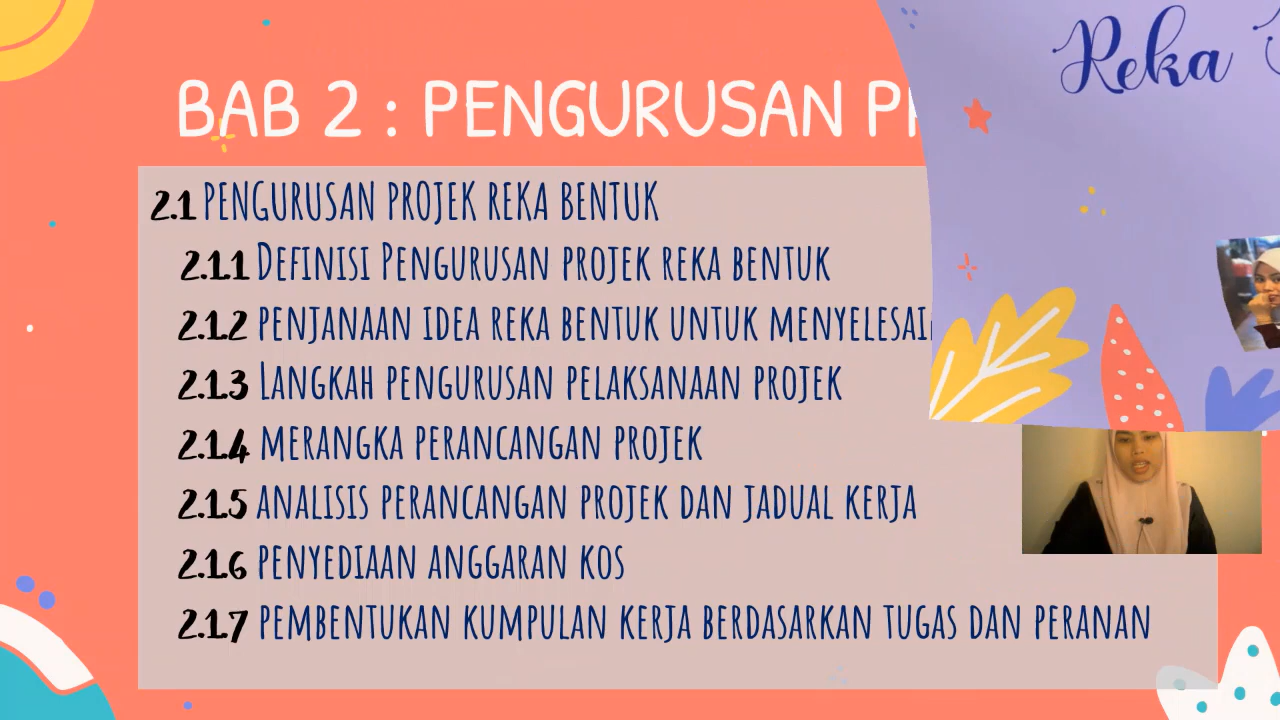 Reka
BAB 2 : PENGURUSAN
2.1 PENGURUSAN PROJEK REKA BENTUK
2.1.1 DEFINISI PENGURUSAN PROJEK REKA BENTUK
2.1.2 PENJANAAN IDEA REKA BENTUK UNTUK
2.1.3 LANGKAH PENGURUSAN PELAKSANAAN PROJEK
2.1.4 MERANGKA PERANCANGAN PROJEK
2.1.5 ANALISIS PERANCANGAN PROJEK DAN JADUAL KERJA
2.1.6 PENYEDIAAN ANGGARAN KOS
2.1.7 PEMBENTUKAN KUMPULAN KERJA BERDASARKAN TUGAS DAN PERANAN